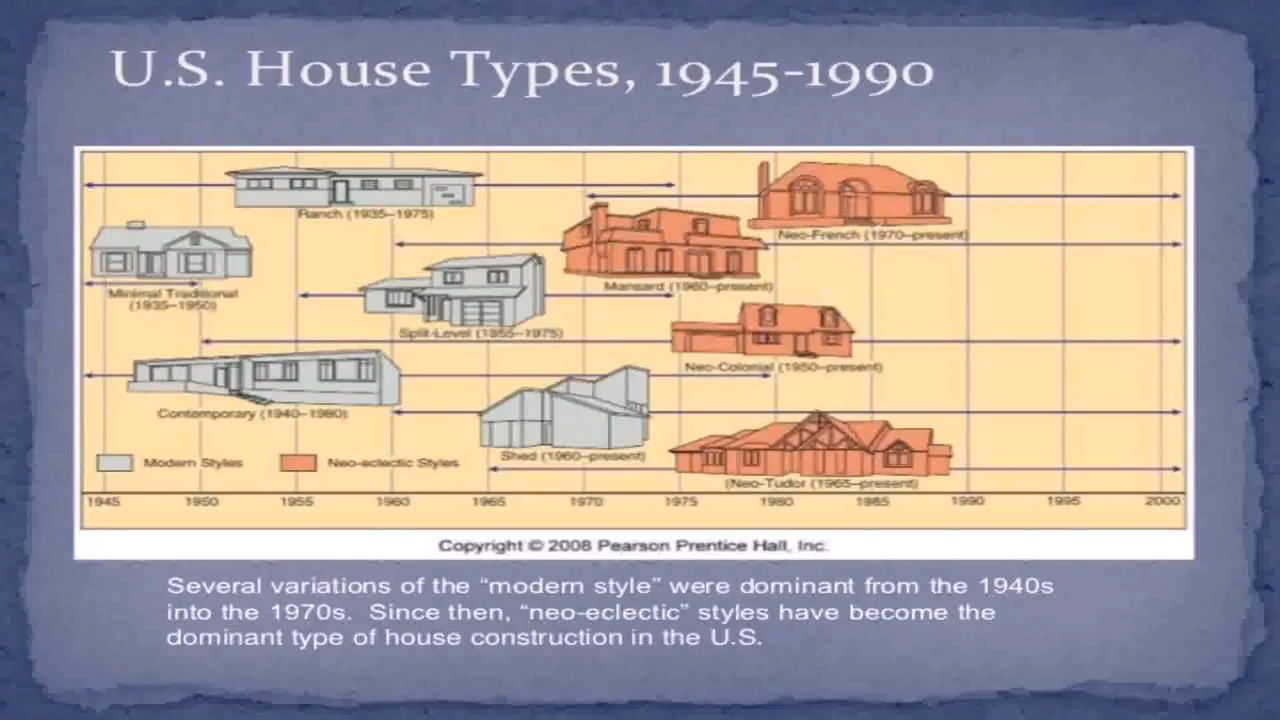 U.S. House Types, 1945-1990
Ranch (1935–1975)
Neo-French (1970–present)
Minimal Traditional
(1935–1950)
Mansard (1960–present)
Split-Level (1955–1975)
Neo-Colonial (1950–present)
Contemporary (1940–1980)
Shed (1960–present)
Modern Styles
Neo-eclectic Styles
(Neo-Tudor (1965–present)
1945 1950 1955 1960 1965 1970 1975 1980 1985 1990 1995 2000
Copyright © 2008 Pearson Prentice Hall, Inc.
Several variations of the “modern style” were dominant from the 1940s
into the 1970s. Since then, “neo-eclectic” styles have become the
dominant type of house construction in the U.S.